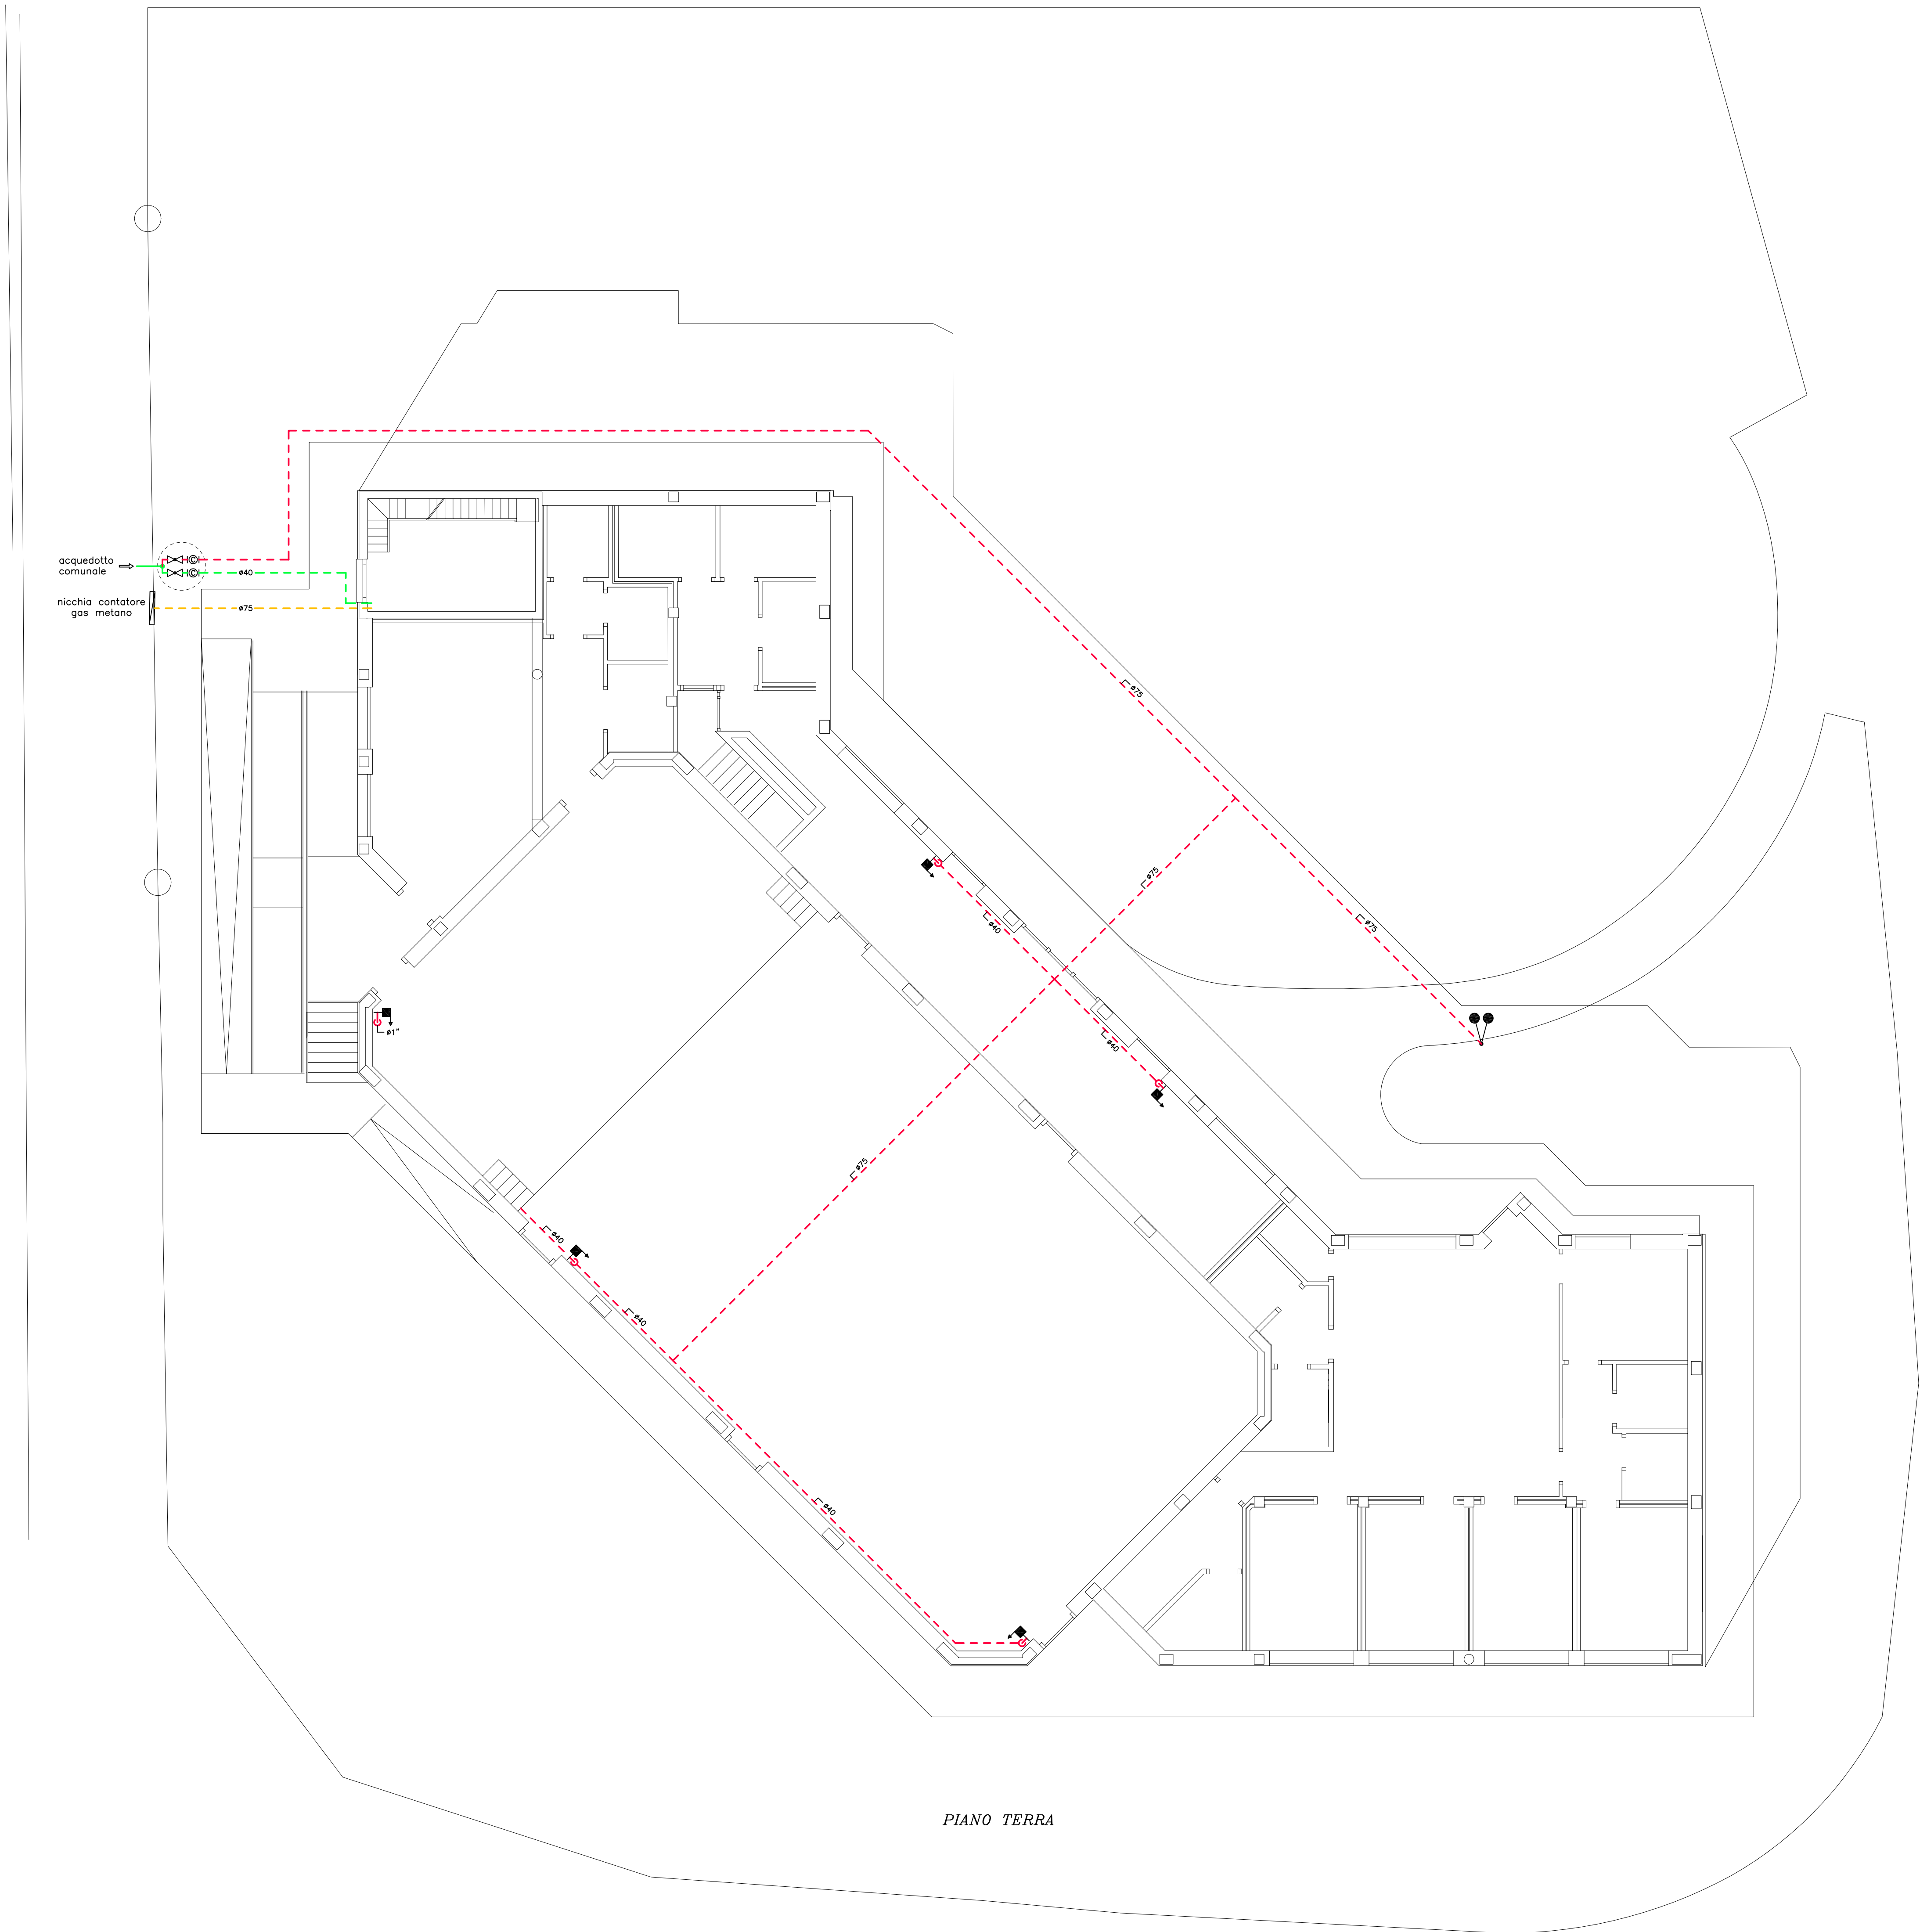 acquedotto
comunale
C
C
ø40
nicchia contatore
gas metano
ø75
ø75
ø75
ø75
ø40
ø40
ø1"
ø75
ø40
ø40
ø40
PIANO TERRA